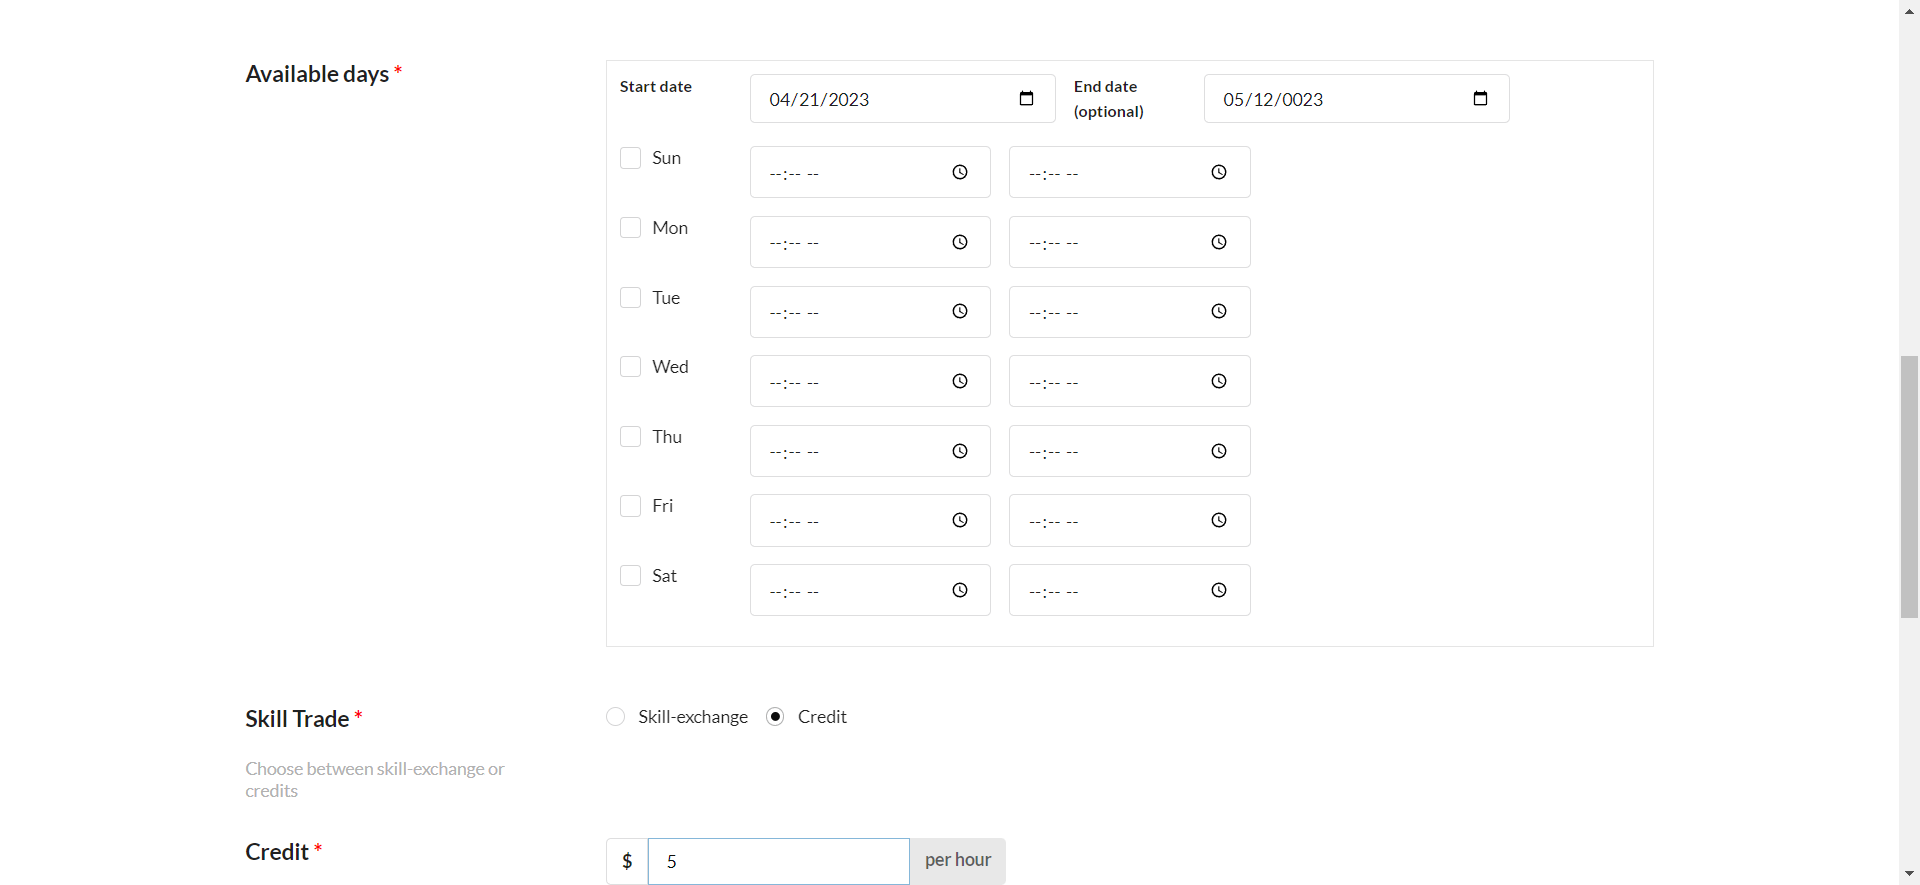 Available days *
Start date
04/21/2023
End date
(optional)
05/12/0023
Sun
--:-- --
--:-- --
Mon
--:-- --
--:-- --
Tue
--:-- --
--:-- --
Wed
--:-- --
--:-- --
Thu
--:-- --
--:-- --
Fri
--:-- --
--:-- --
Sat
--:-- --
--:-- --
Skill Trade *
Skill-exchange
Credit
Choose between skill-exchange or
credits
Credit *
$
5
per hour